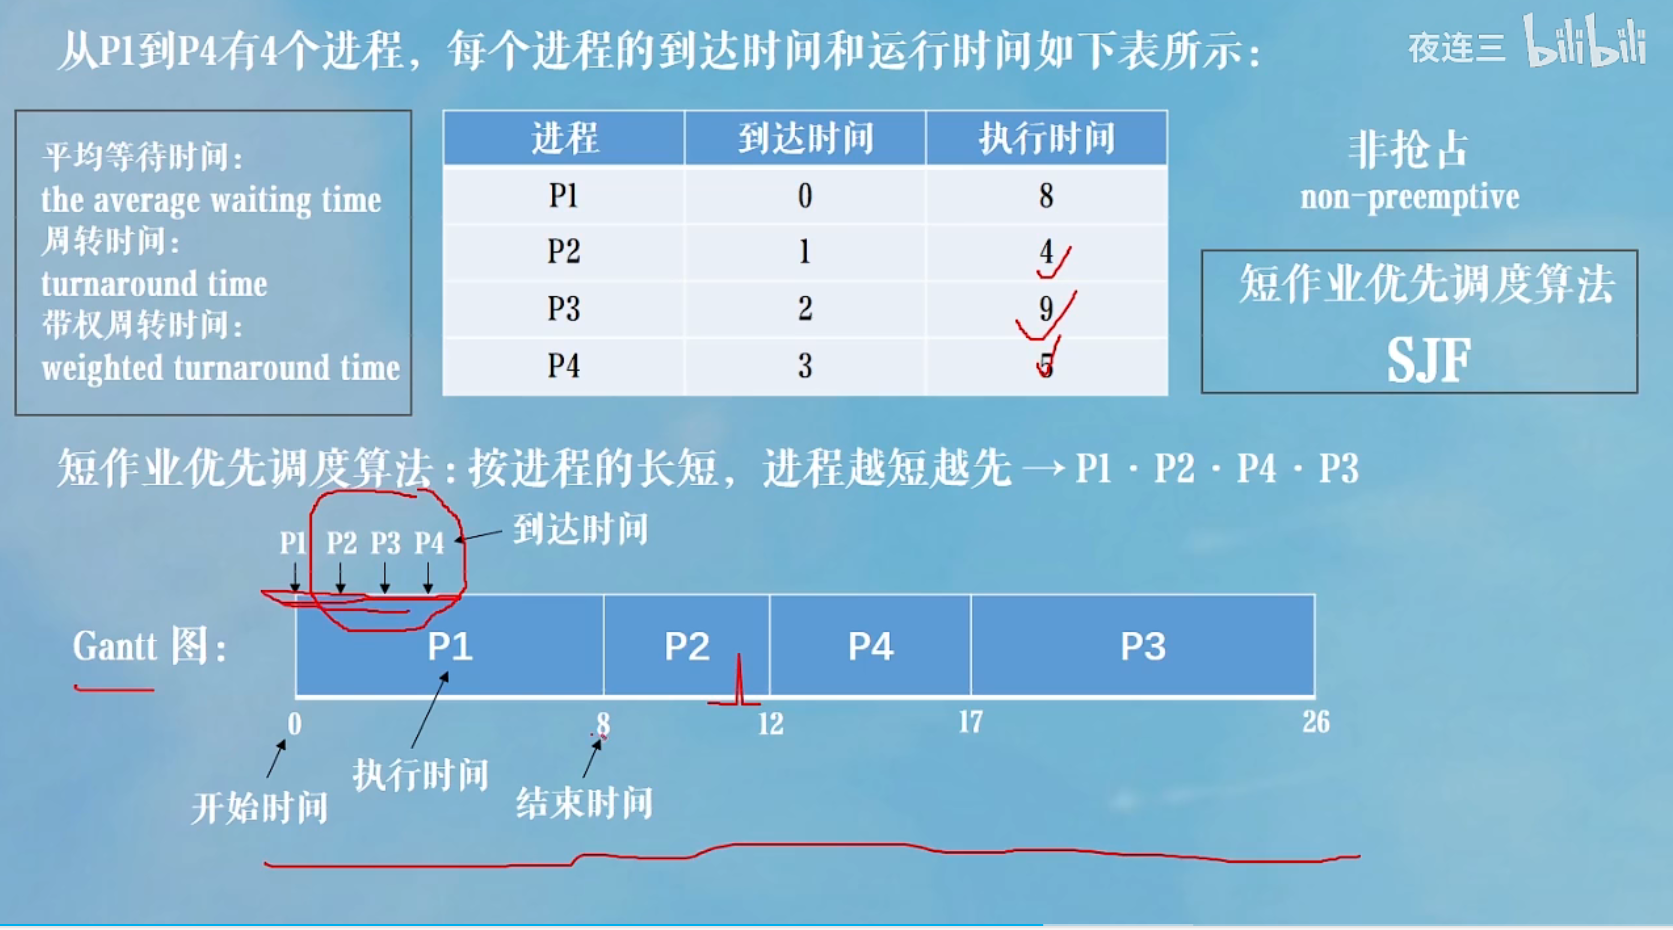 从P1到P4有4个进程，每个进程的到达时间和运行时间如下表所示：
夜连三 bilibili
平均等待时间：
the average waiting time
周转时间：
turnaround time
带权周转时间：
weighted turnaround time
进程 到达时间 执行时间
P1 0 8
P2 1 4
P3 2 9
P4 3 5
非抢占
non-preemptive
短作业优先调度算法
SJF
短作业优先调度算法：按进程的长短，进程越短越先→P1·P2·P4·P3
P1 P2 P3 P4 到达时间
Gantt 图：
P1 P2 P4 P3
0 8 12 17 26
开始时间 执行时间 结束时间